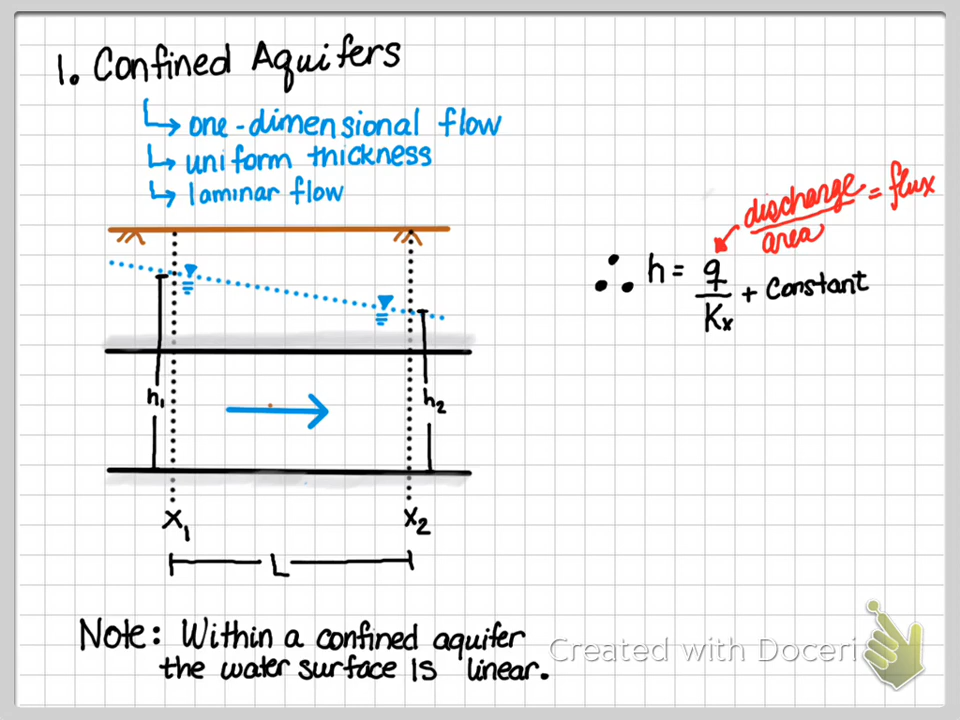 1. Confined Aquifers
↳ one-dimensional flow
↳ uniform thickness
↳ laminar flow
discharge/area = flux
∴ h = q/Kx + Constant
h1
h2
x1
x2
L
Note: Within a confined aquifer
the water surface is linear.
Created with Doceri